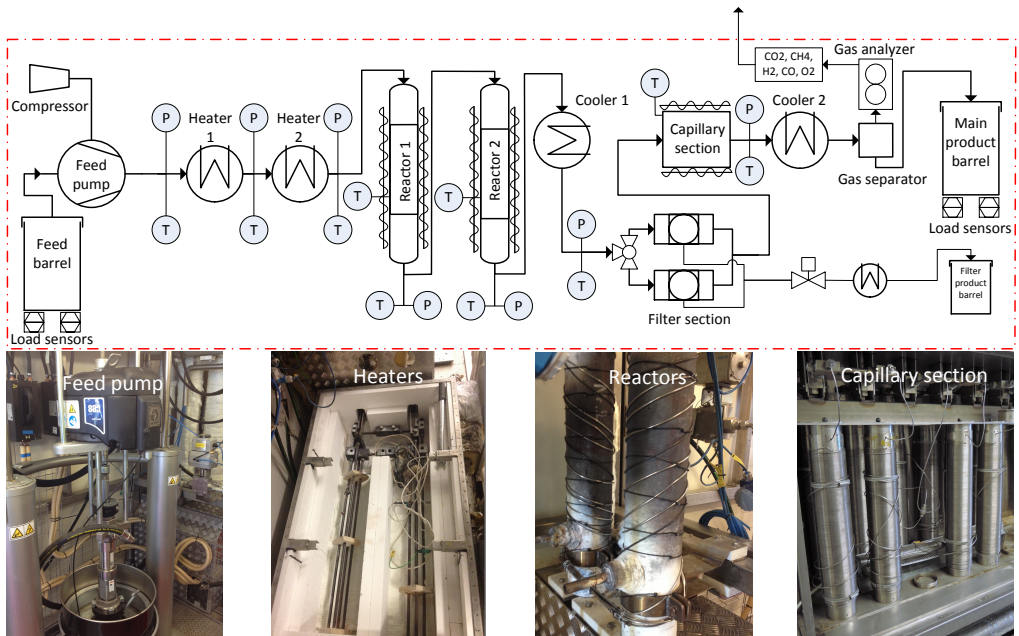 Compressor
Feed
pump
Feed
barrel
Load sensors
P
T
Heater
1
P
T
Heater
2
P
T
T
Reactor 1
T
P
T
Reactor 2
T
P
Cooler 1
P
T
Filter section
T
Capillary
section
P
T
Cooler 2
CO2, CH4,
H2, CO, O2
Gas analyzer
Gas separator
Main
product
barrel
Load sensors
Filter
product
barrel
Feed pump
Heaters
Reactors
Capillary section